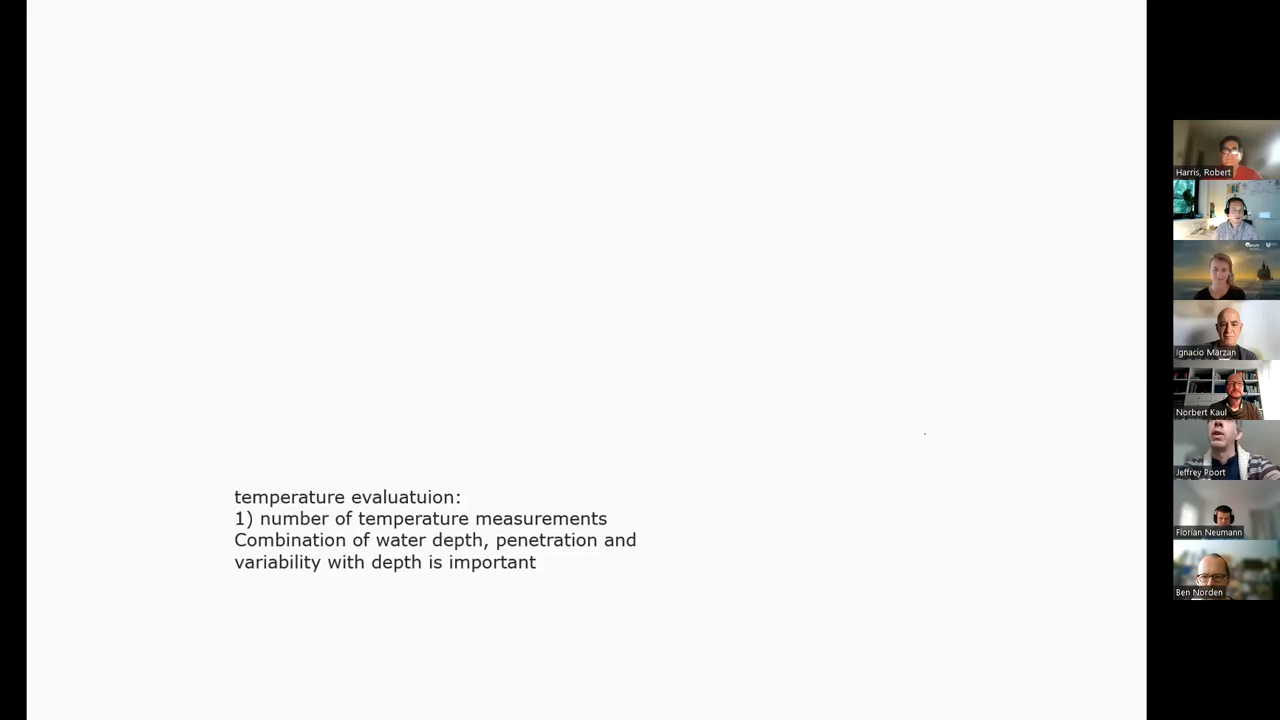 temperature evaluatuion:
1) number of temperature measurements
Combination of water depth, penetration and
variability with depth is important
Harris, Robert
Ignacio Marzan
Norbert Kaul
Jeffrey Poort
Florian Neumann
Ben Norden